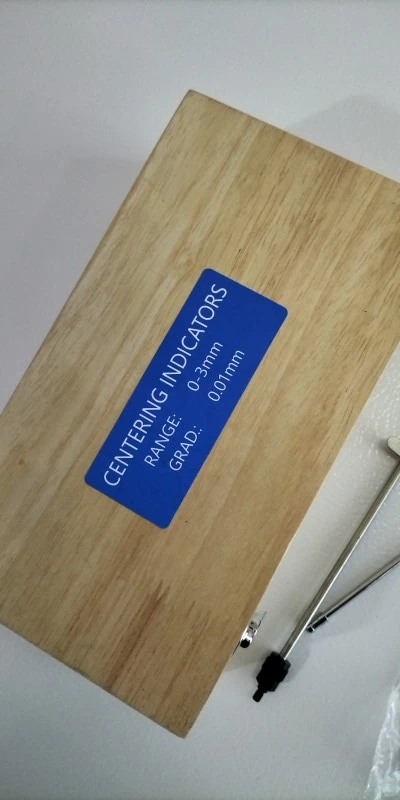 CENTERING INDICATORS
RANGE: 0-3mm
GRAD.: 0.01mm